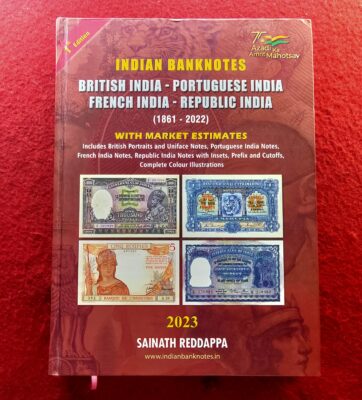 1st Edition
75
Azadi Ka
Amrit Mahotsav
INDIAN BANKNOTES
BRITISH INDIA - PORTUGUESE INDIA
FRENCH INDIA - REPUBLIC INDIA
(1861 - 2022)
WITH MARKET ESTIMATES
Includes British Portraits and Uniface Notes, Portuguese India Notes,
French India Notes, Republic India Notes with Insets, Prefix and Cutoffs,
Complete Colour Illustrations
2023
SAINATH REDDAPPA
www.indianbanknotes.in